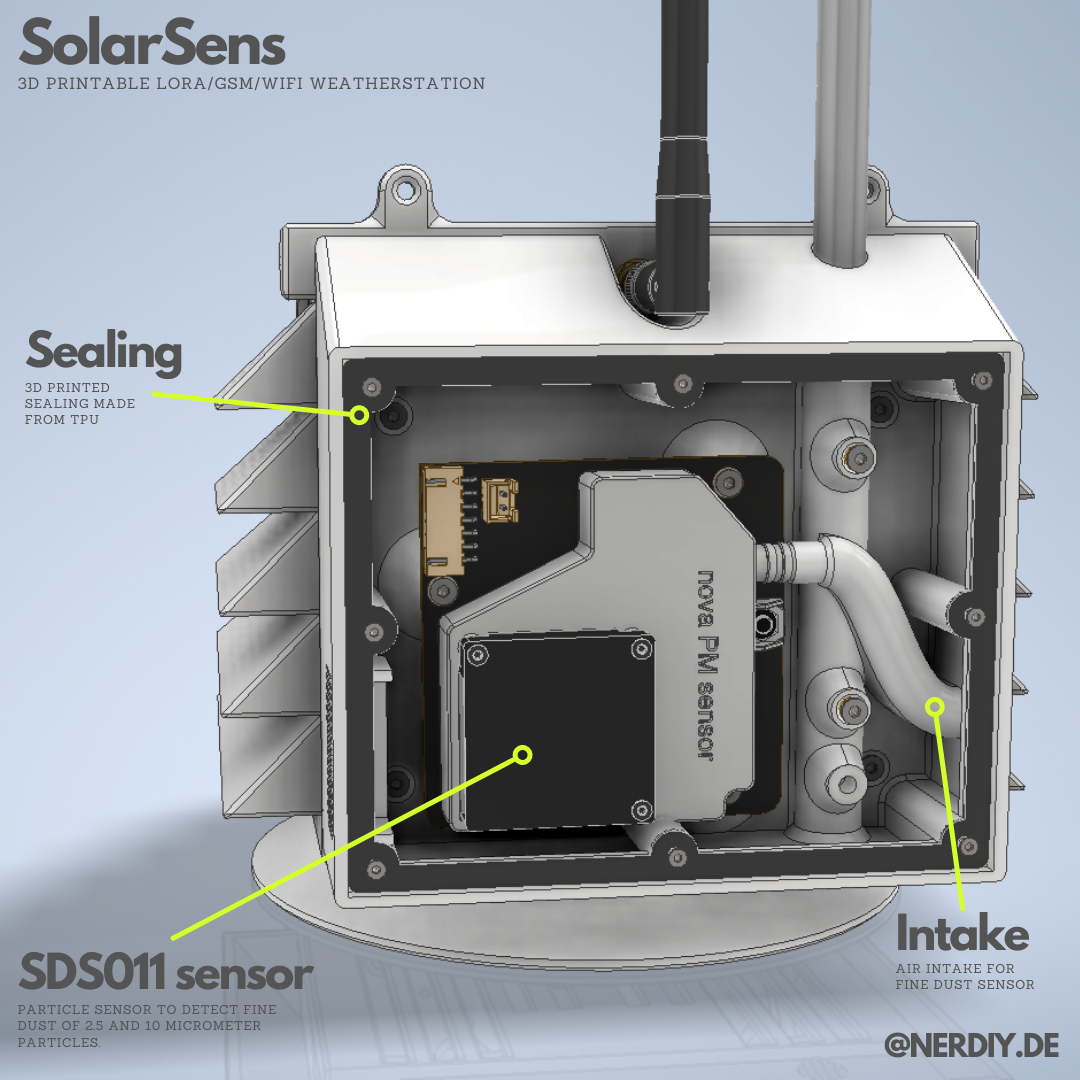 SolarSens
3D PRINTABLE LORA/GSM/WIFI WEATHERSTATION
Sealing
3D PRINTED
SEALING MADE
FROM TPU
nova PM sensor
SDS011 sensor
PARTICLE SENSOR TO DETECT FINE
DUST OF 2.5 AND 10 MICROMETER
PARTICLES.
Intake
AIR INTAKE FOR
FINE DUST SENSOR
@NERDIY.DE